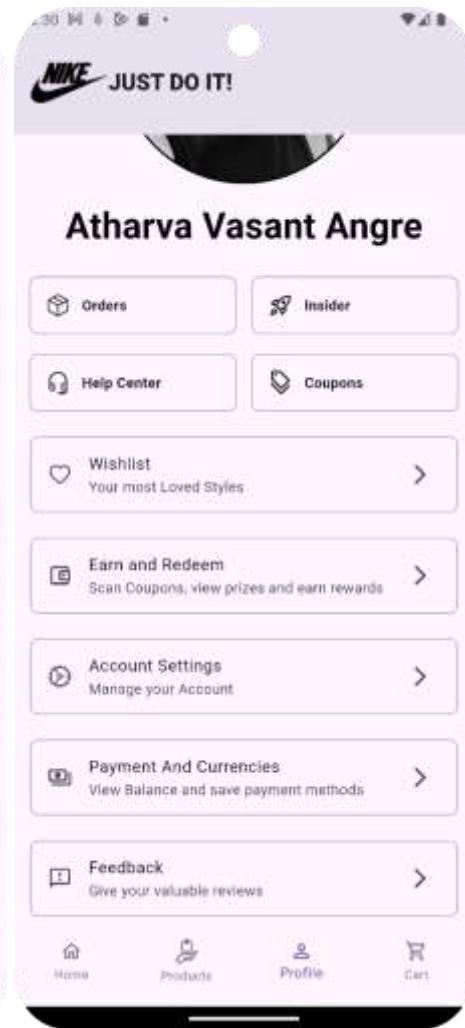 :30
NIKE JUST DO IT!
Atharva Vasant Angre
Orders
Insider
Help Center
Coupons
Wishlist
Your most Loved Styles
Earn and Redeem
Scan Coupons, view prizes and earn rewards
Account Settings
Manage your Account
Payment And Currencies
View Balance and save payment methods
Feedback
Give your valuable reviews
Home
Products
Profile
Cart